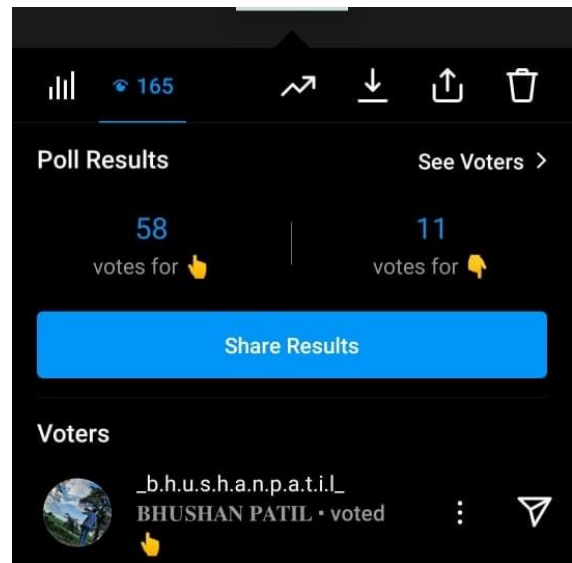 165
Poll Results See Voters >
58 11
votes for 👆 votes for 👇
Share Results
Voters
_b.h.u.s.h.a.n.p.a.t.i.l_
BHUSHAN PATIL • voted
👆